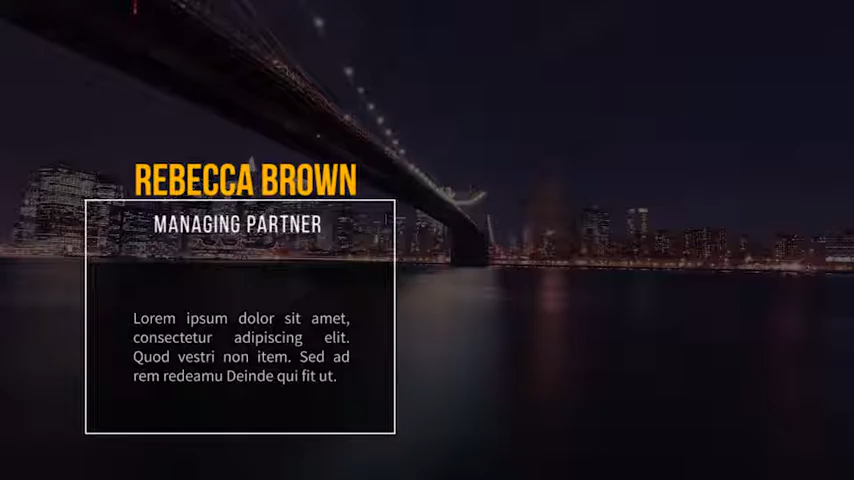 REBECCA BROWN
MANAGING PARTNER
Lorem ipsum dolor sit amet,
consectetur adipiscing elit.
Quod vestri non item. Sed ad
rem redeamu Deinde qui fit ut.